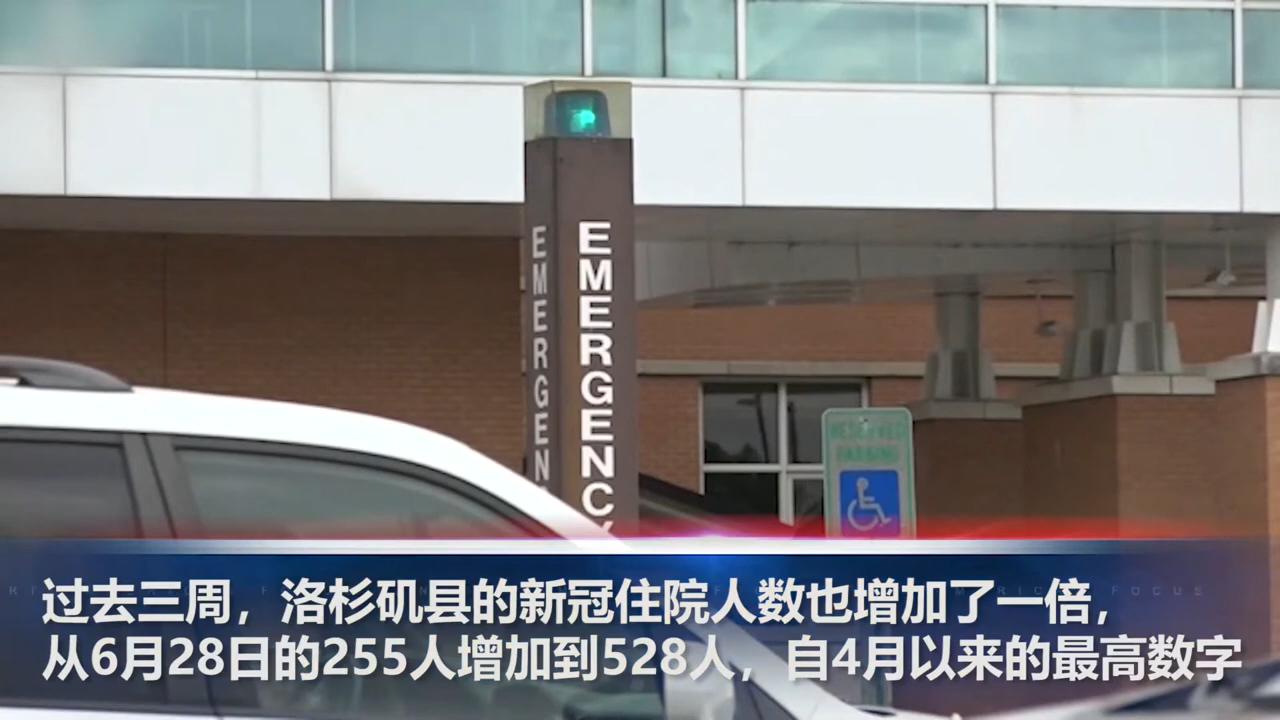 EMERGENCY
EMERGEN
RESERVED
PARKING
过去三周，洛杉矶县的新冠住院人数也增加了一倍，
从6月28日的255人增加到528人，自4月以来的最高数字